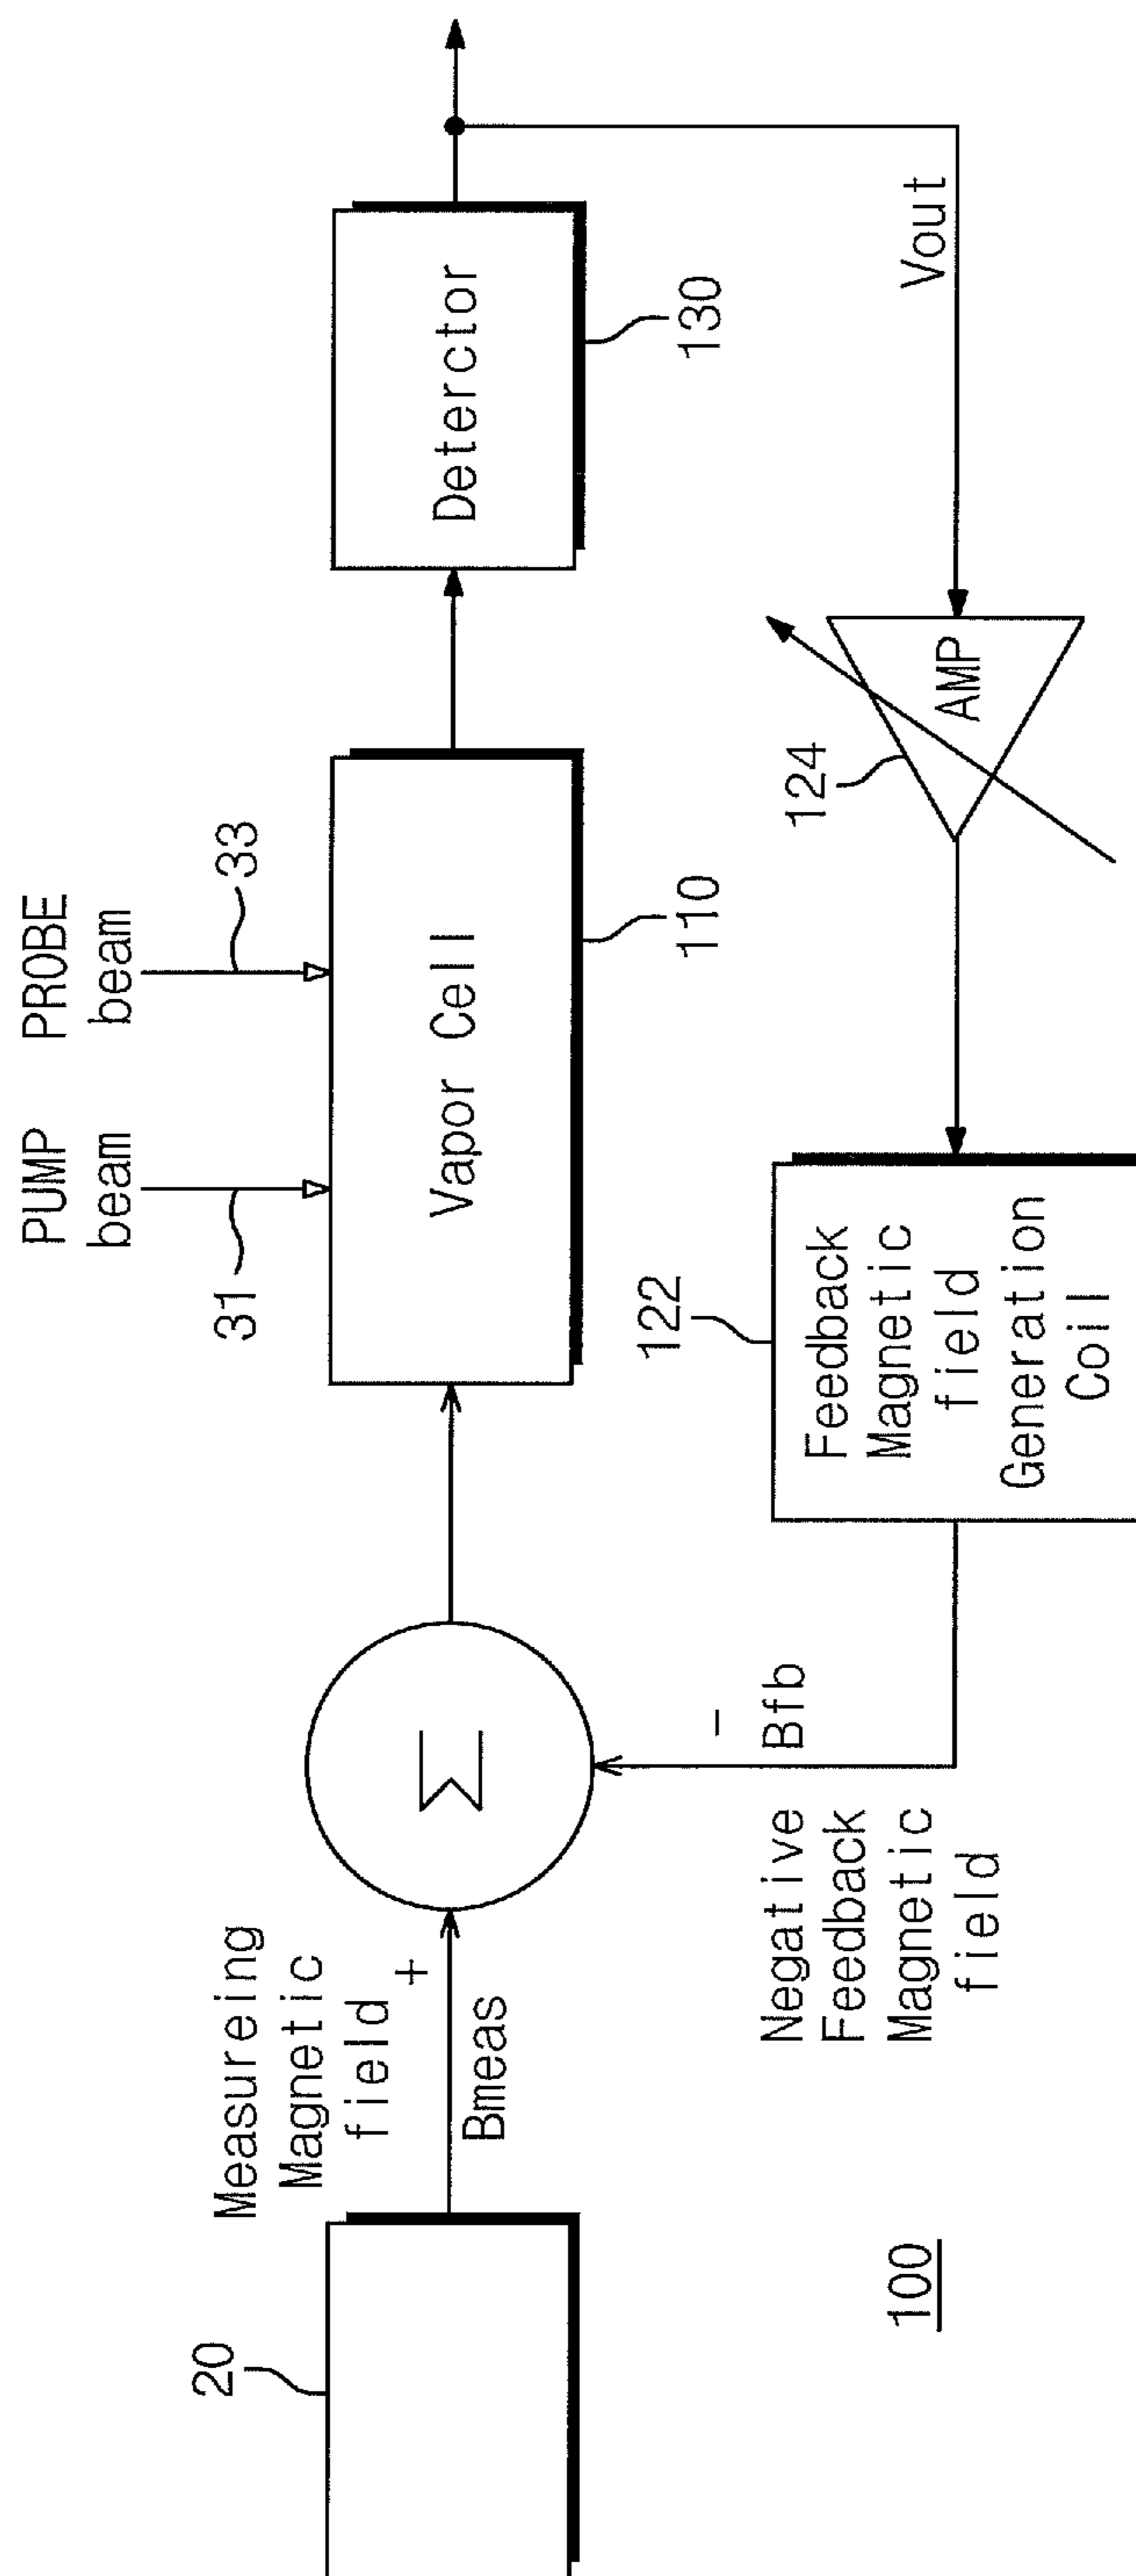 PUMP
beam
PROBE
beam
31
33
20
Measureing
Magnetic
field
+
Bmeas
Σ
Vapor Cell
110
Deterctor
130
Vout
AMP
124
122
Feedback
Magnetic
field
Generation
Coil
-
Bfb
Negative
Feedback
Magnetic
field
100